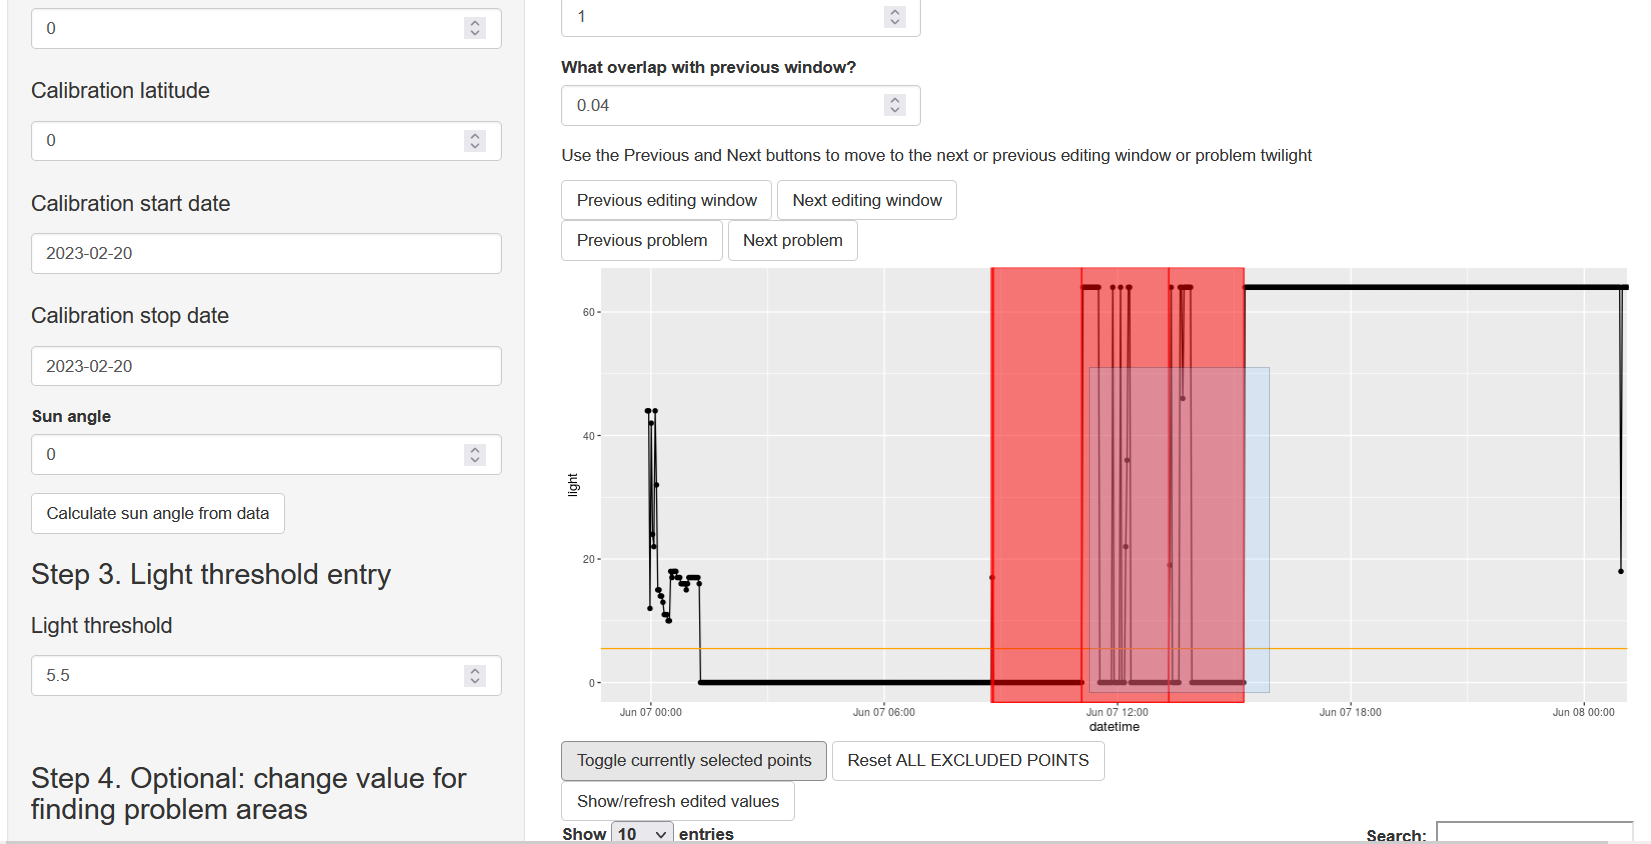 0
Calibration latitude
0
Calibration start date
2023-02-20
Calibration stop date
2023-02-20
Sun angle
0
Calculate sun angle from data
Step 3. Light threshold entry
Light threshold
5.5
Step 4. Optional: change value for
finding problem areas
1
What overlap with previous window?
0.04
Use the Previous and Next buttons to move to the next or previous editing window or problem twilight
Previous editing window
Next editing window
Previous problem
Next problem
60
40
20
0
light
Jun 07 00:00
Jun 07 06:00
Jun 07 12:00
Jun 07 18:00
Jun 08 00:00
datetime
Toggle currently selected points
Reset ALL EXCLUDED POINTS
Show/refresh edited values
Show 10 entries
Search: